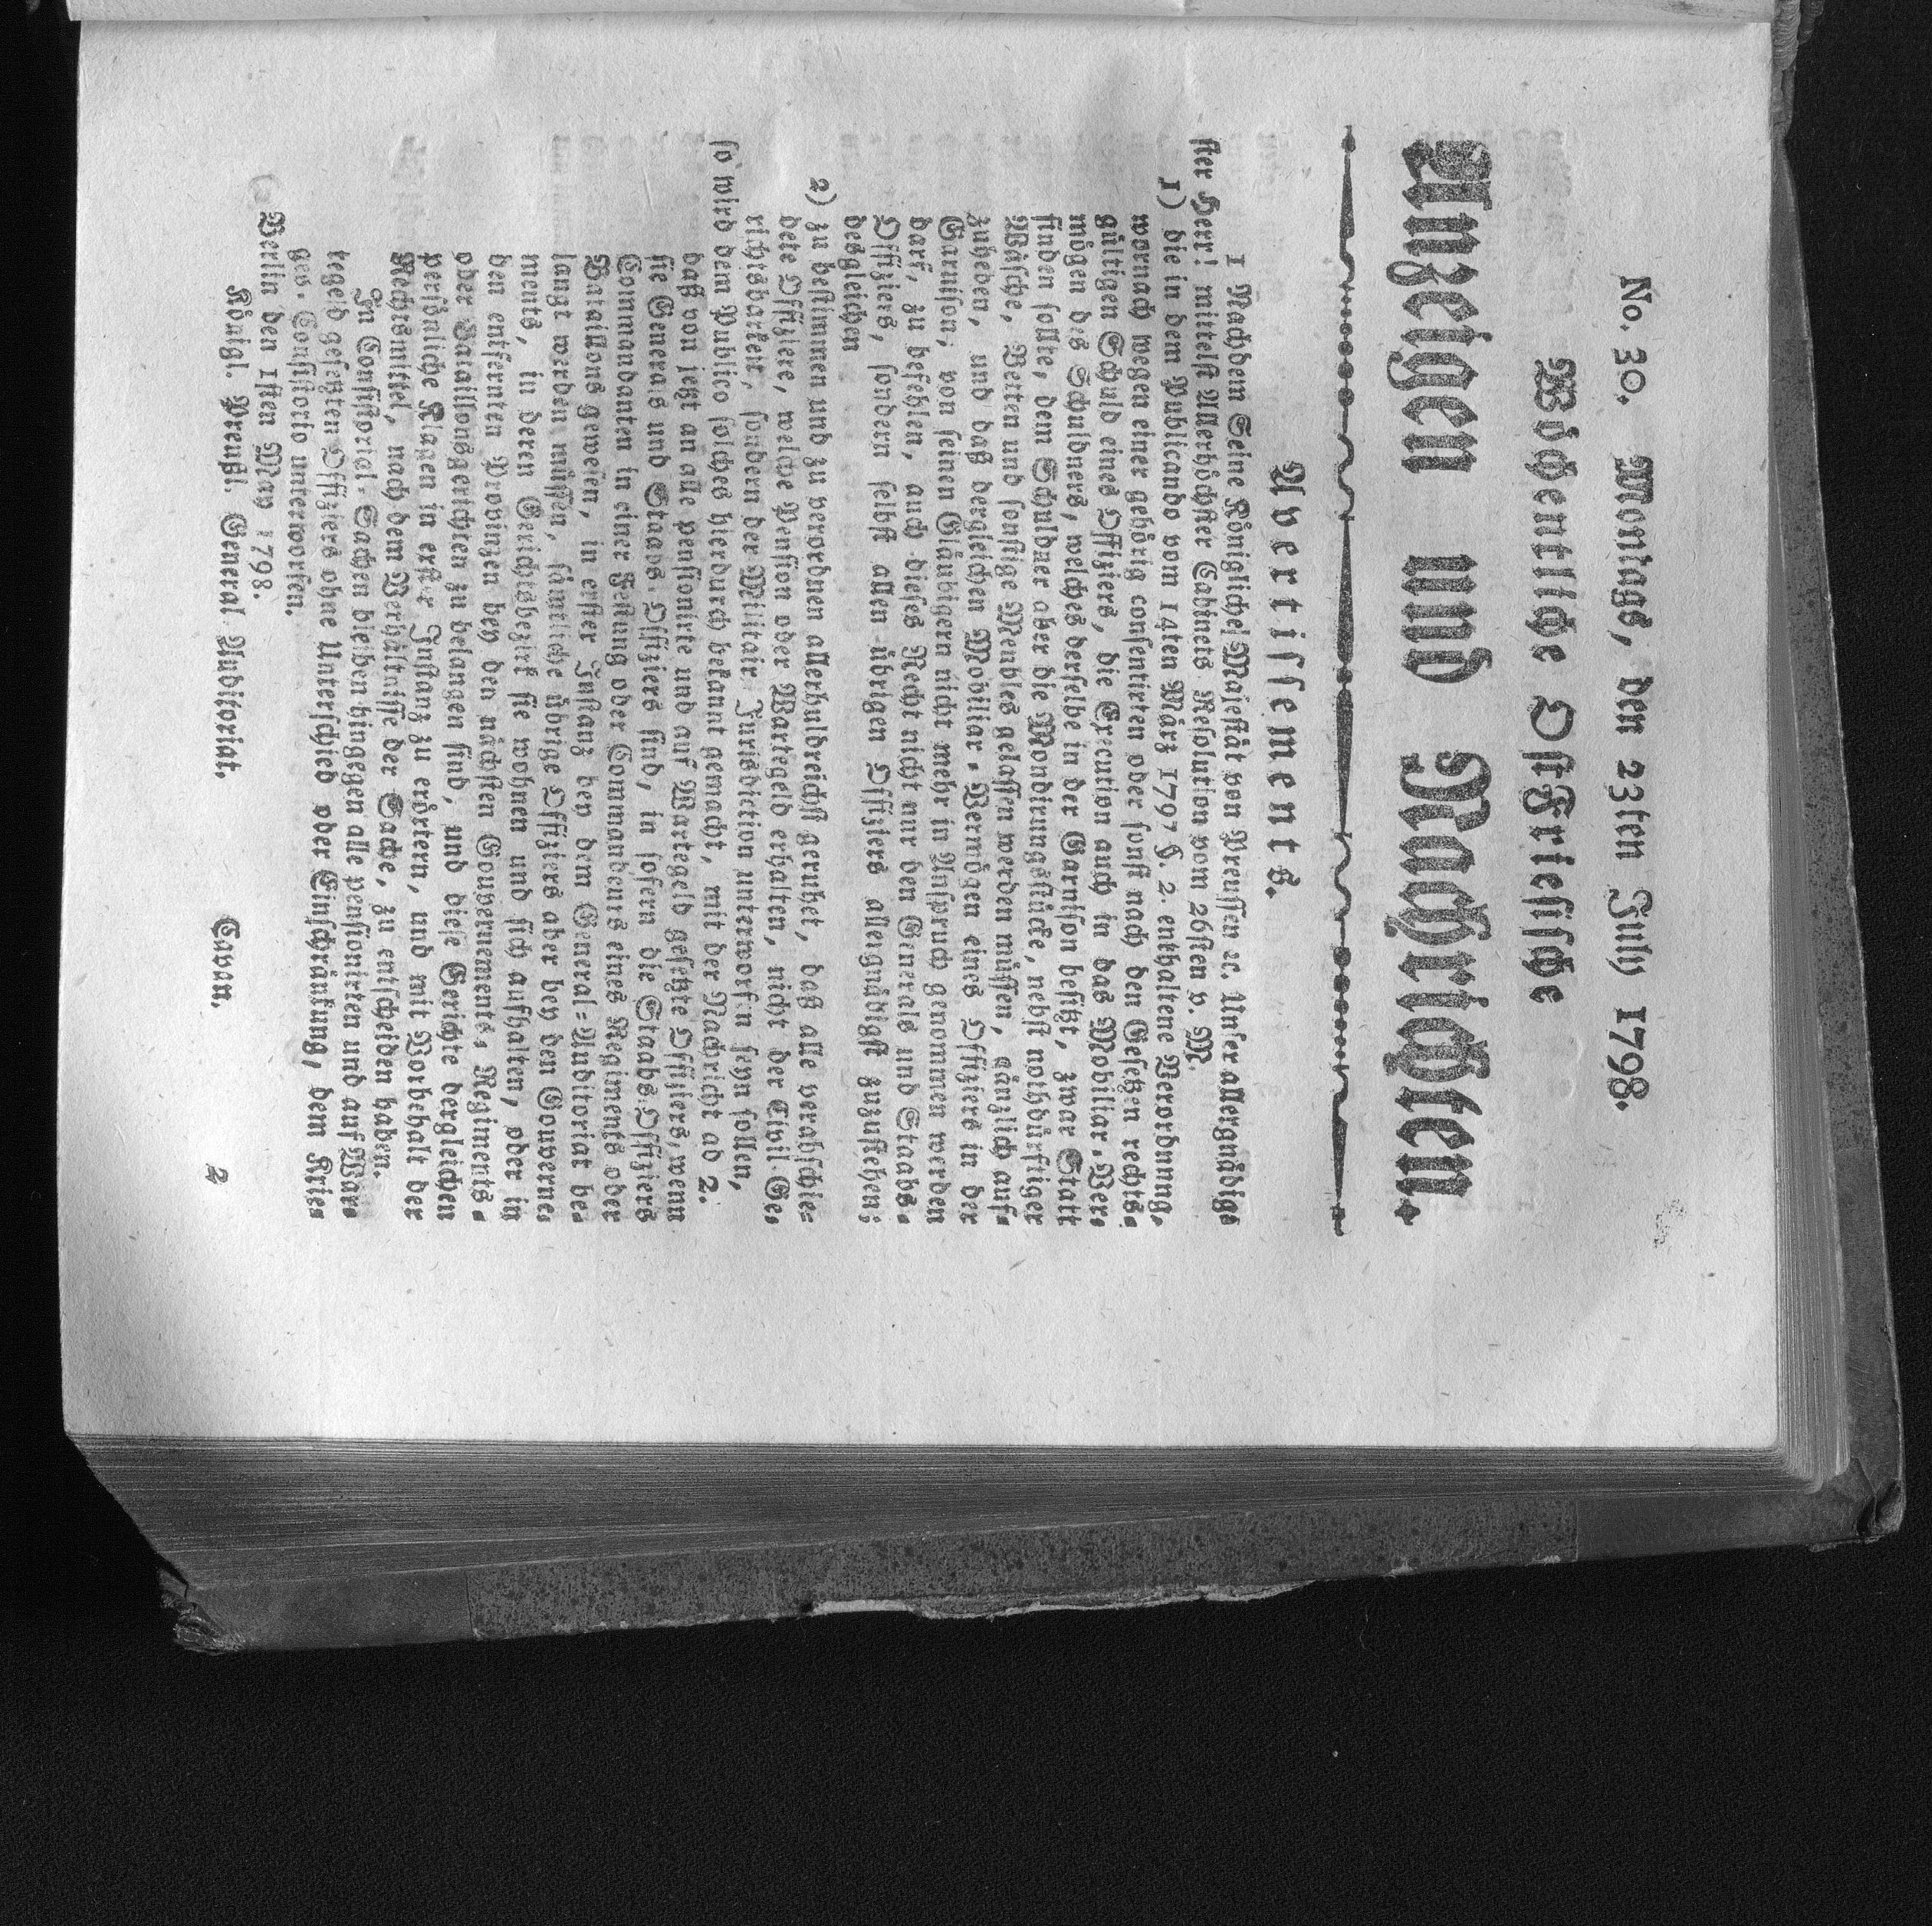 No. 30. Montags, den 23sten July 1798.
Wöchentliche Ostfriesische
Anzeigen und Nachrichten.
Avertissements.
1 Nachdem Seine Königliche Majestät von Preussen ꝛc. Unser allergnädig-
ster Herr! mittelst Allerhöchster Cabinets Resolution vom 26sten v. M.
1) die in dem Publicando vom 14ten März 1797 §. 2. enthaltene Verordnung,
wornach wegen einer gehörig consentirten oder sonst nach den Gesetzen rechts-
gültigen Schuld eines Offiziers, die Execution auch in das Mobiliar-Ver-
mögen des Schuldners, welches derselbe in der Garnison besitzt, zwar Statt
finden sollte, dem Schuldner aber die Mondirungsstücke, nebst nothdürftiger
Wäsche, Betten und sonstige Menbles gelassen werden müssen, gänzlich auf-
zuheben, und daß dergleichen Mobiliar-Vermögen eines Offiziers in der
Garnison; von seinen Gläubigern nicht mehr in Anspruch genommen werden
darf, zu befehlen, auch dieses Recht nicht nur den Generals und Staabs-
Offiziers, sondern selbst allen übrigen Offiziers allergnädigst zuzustehen;
desgleichen
2) zu bestimmen und zu verordnen allerhuldreichst geruhet, daß alle verabschie-
dete Offiziere, welche Pension oder Wartegeld erhalten, nicht der Civil-Ge-
richtsbarkeit, sondern der Militair Jurisdiction unterworfn seyn sollen,
so wird dem Publico solches hierdurch bekannt gemacht, mit der Nachricht ad 2.
daß von jetzt an alle pensionirte und auf Wartegeld gesetzte Offiziers, wenn
sie Generals und Staabs-Offiziers sind, in sofern die Staabs-Offiziers
Commandanten in einer Festung oder Commandeurs eines Regiments oder
Bataillons gewesen, in erster Instanz bey dem General-Auditoriat be-
langt werden müssen, sämtliche übrige Offiziers aber bey den Gouverne-
ments, in deren Gerichtsbezirk sie wohnen und sich aufhalten, oder in
den entfernten Provinzen bey den nächsten Gouvernements-Regiments-
oder Bataillonsgerichten zu belangen sind, und diese Gerichte dergleichen
persönliche Klagen in erster Instanz zu erörtern, und mit Vorbehalt der
Rechtsmittel, nach dem Verhältnisse der Sache, zu entscheiden haben.
In Consistorial-Sachen bleiben hingegen alle pensionirten und auf War-
tegeld gesetzten Offiziers ohne Unterschied oder Einschränkung, dem Krie-
ges-Consistorio unterworfen.
Berlin den 1sten May 1798.
Königl. Preußl. General-Auditoriat.
Cavan.
2